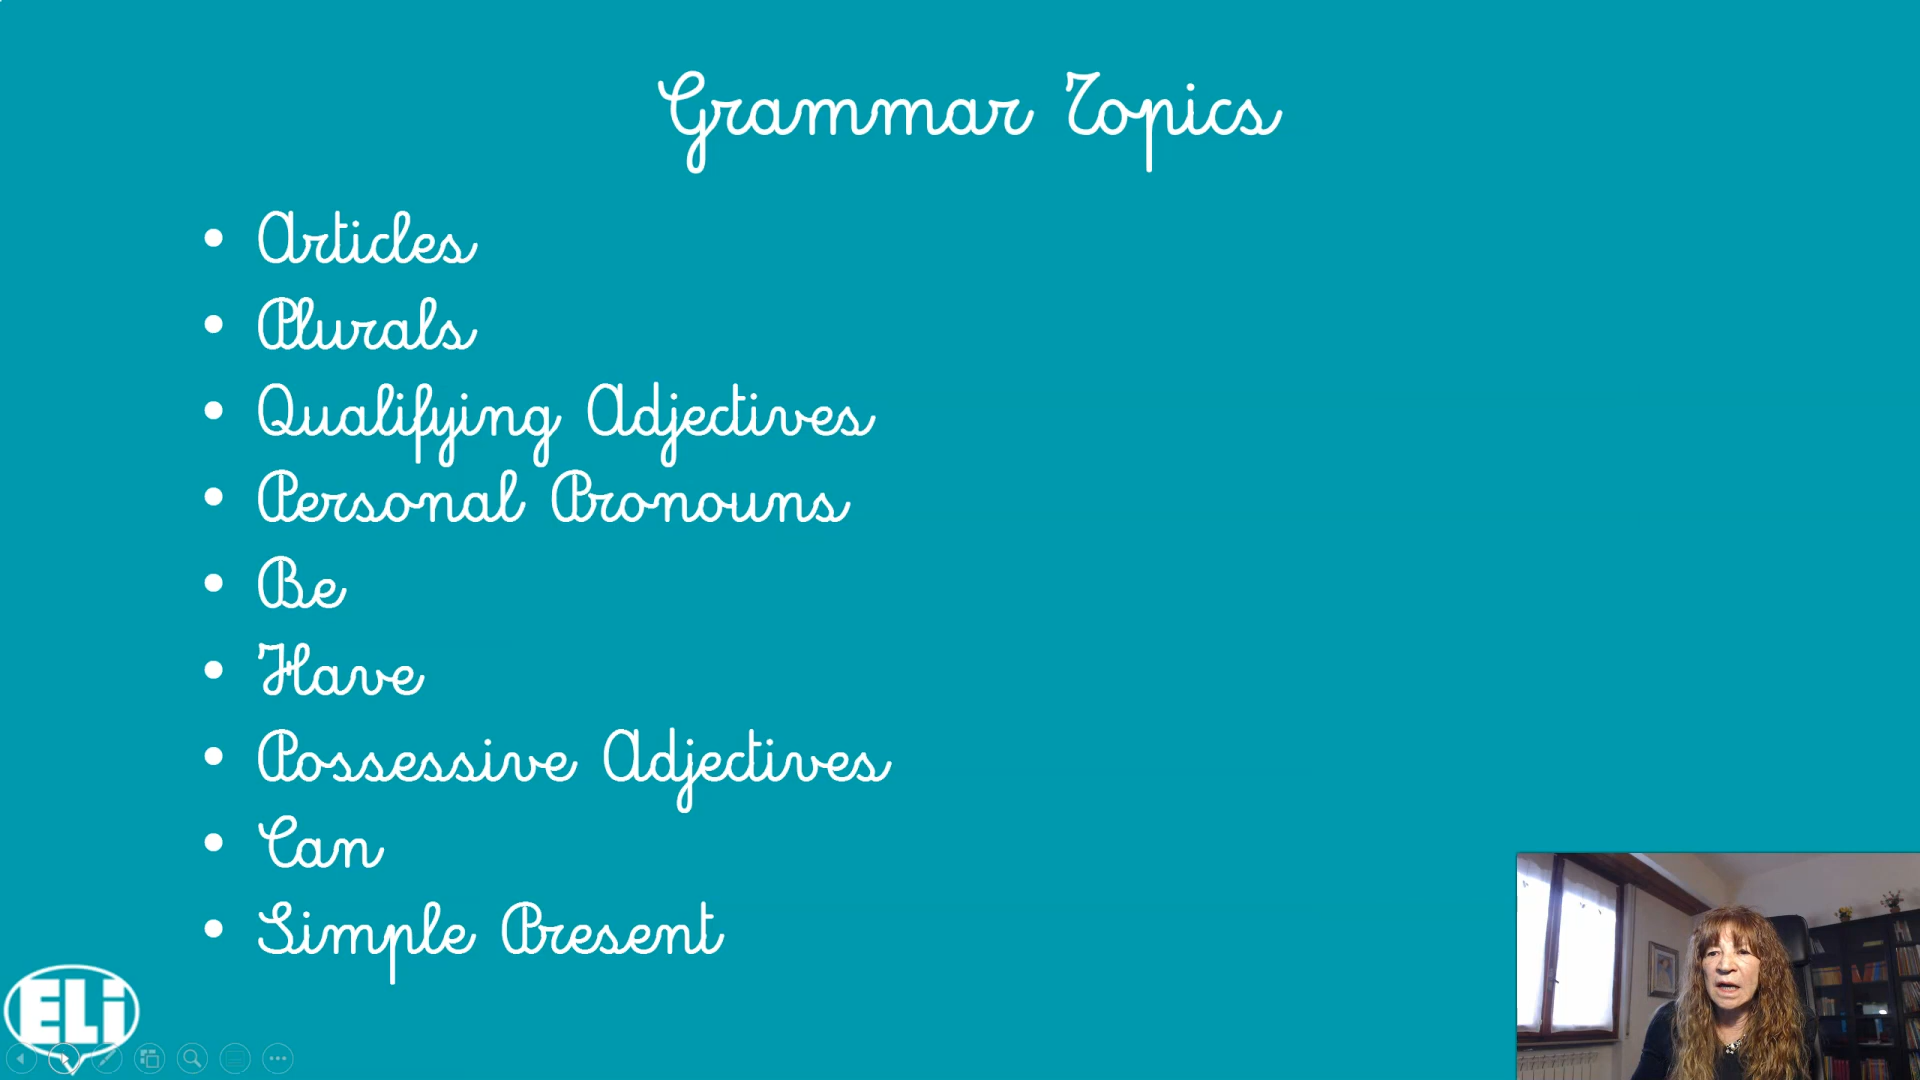 Grammar Topics
• Articles
• Plurals
• Qualifying Adjectives
• Personal Pronouns
• Be
• Have
• Possessive Adjectives
• Can
• Simple Present
ELi